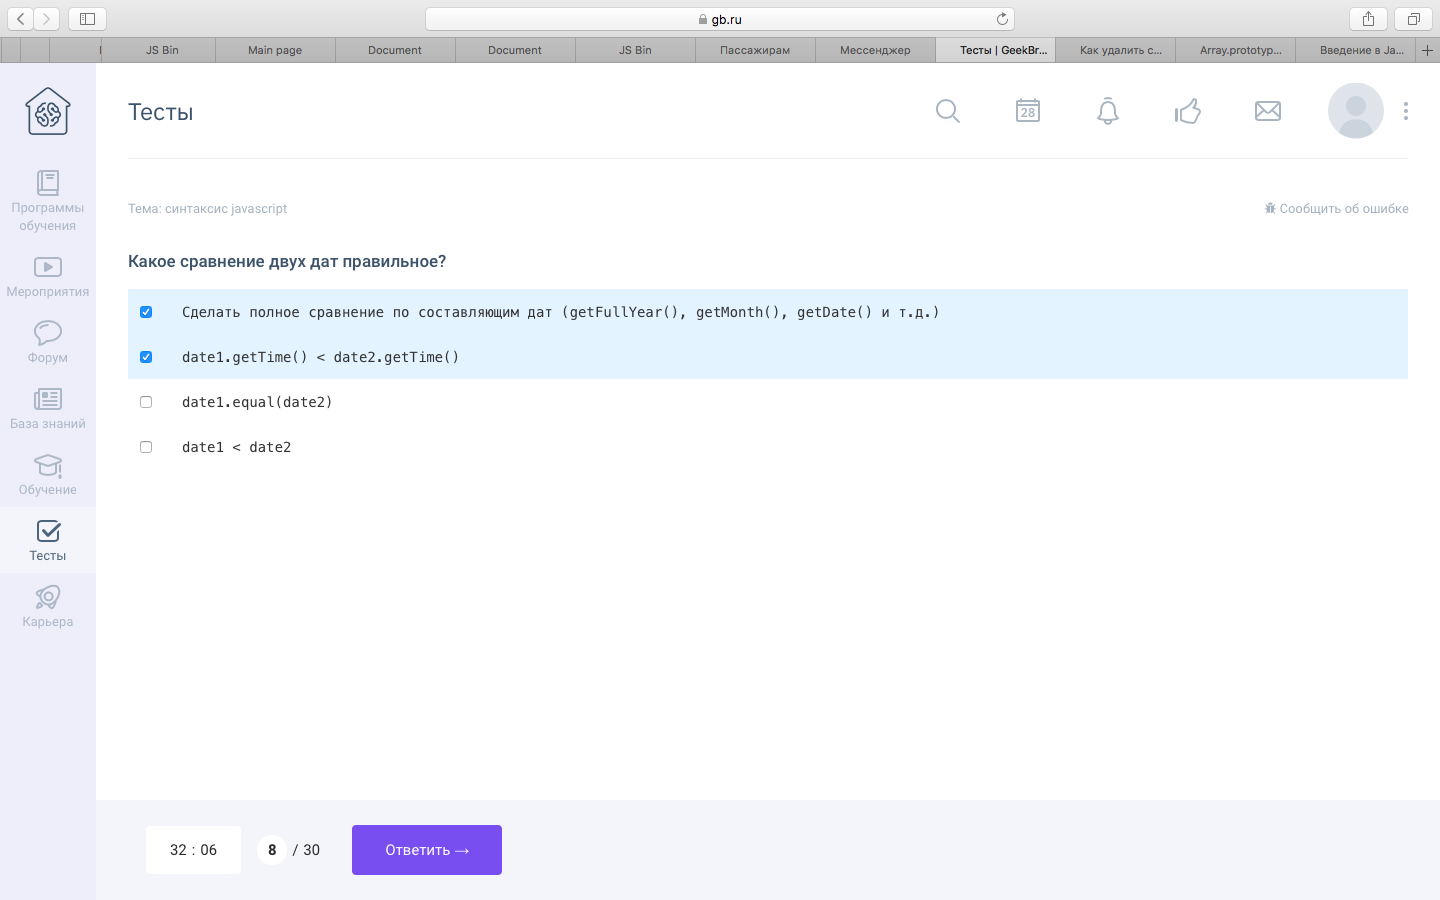 gb.ru
JS Bin
Main page
Document
Document
JS Bin
Пассажирам
Мессенджер
Тесты | GeekBr...
Как удалить с...
Array.prototyp...
Введение в Ja...
Тесты
28
Программы
обучения
Мероприятия
Форум
База знаний
Обучение
Тесты
Карьера
Тема: синтаксис javascript
Сообщить об ошибке
Какое сравнение двух дат правильное?
Сделать полное сравнение по составляющим дат (getFullYear(), getMonth(), getDate() и т.д.)
date1.getTime() < date2.getTime()
date1.equal(date2)
date1 < date2
32 : 06
8 / 30
Ответить →